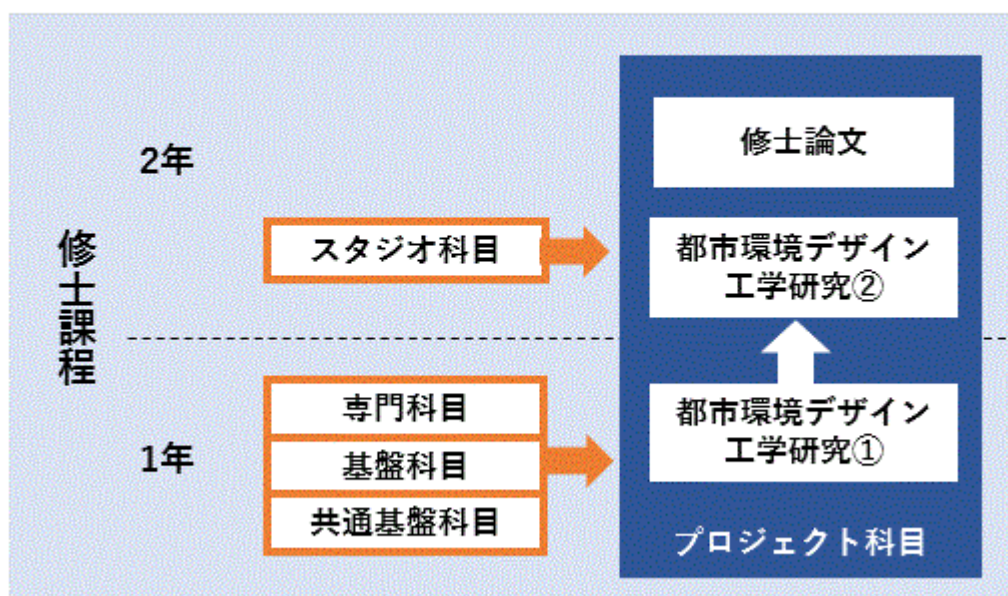 修士課程
2年
スタジオ科目
修士論文
都市環境デザイン
工学研究②
1年
専門科目
基盤科目
共通基盤科目
都市環境デザイン
工学研究①
プロジェクト科目